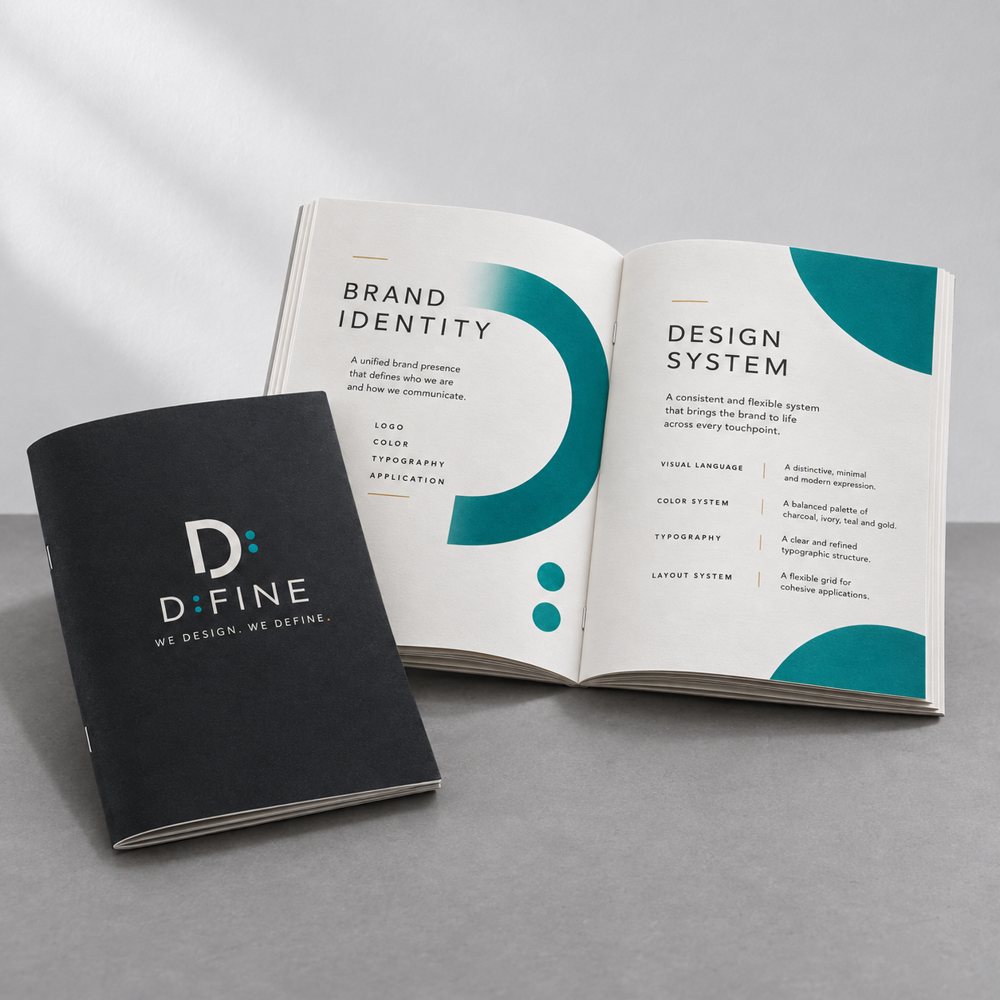 D:
D:FINE
WE DESIGN. WE DEFINE.
BRAND
IDENTITY
A unified brand presence
that defines who we are
and how we communicate.
LOGO
COLOR
TYPOGRAPHY
APPLICATION
DESIGN
SYSTEM
A consistent and flexible system
that brings the brand to life
across every touchpoint.
VISUAL LANGUAGE
A distinctive, minimal
and modern expression.
COLOR SYSTEM
A balanced palette of
charcoal, ivory, teal and gold.
TYPOGRAPHY
A clear and refined
typographic structure.
LAYOUT SYSTEM
A flexible grid for
cohesive applications.